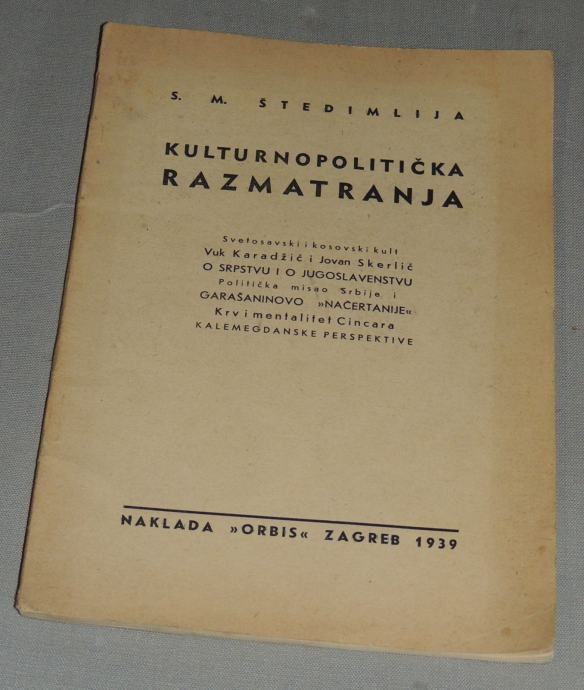 S. M. ŠTEDIMLIJA
KULTURNOPOLITIČKA
RAZMATRANJA
Svetosavski i kosovski kult
Vuk Karadžić i Jovan Skerlić
O SRPSTVU I O JUGOSLAVENSTVU
Politička misao Srbije i
GARAŠANINOVO »NAČERTANIJE«
Krv i mentalitet Cincara
KALEMEGDANSKE PERSPEKTIVE
NAKLADA »ORBIS« ZAGREB 1939